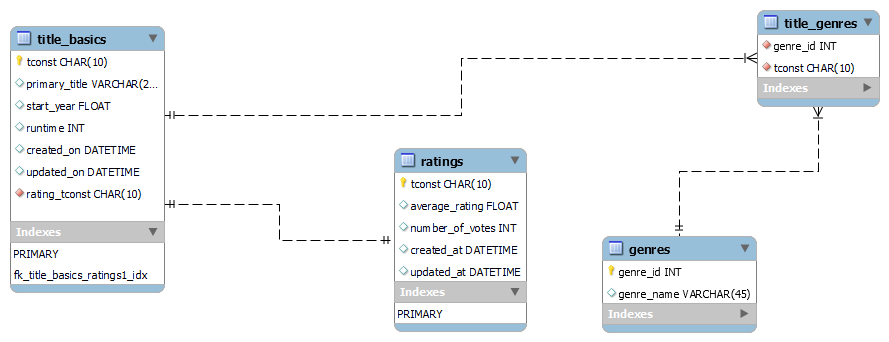 title_basics
tconst CHAR(10)
primary_title VARCHAR(2...
start_year FLOAT
runtime INT
created_on DATETIME
updated_on DATETIME
rating_tconst CHAR(10)
Indexes
PRIMARY
fk_title_basics_ratings1_idx
ratings
tconst CHAR(10)
average_rating FLOAT
number_of_votes INT
created_at DATETIME
updated_at DATETIME
Indexes
PRIMARY
title_genres
genre_id INT
tconst CHAR(10)
Indexes
genres
genre_id INT
genre_name VARCHAR(45)
Indexes